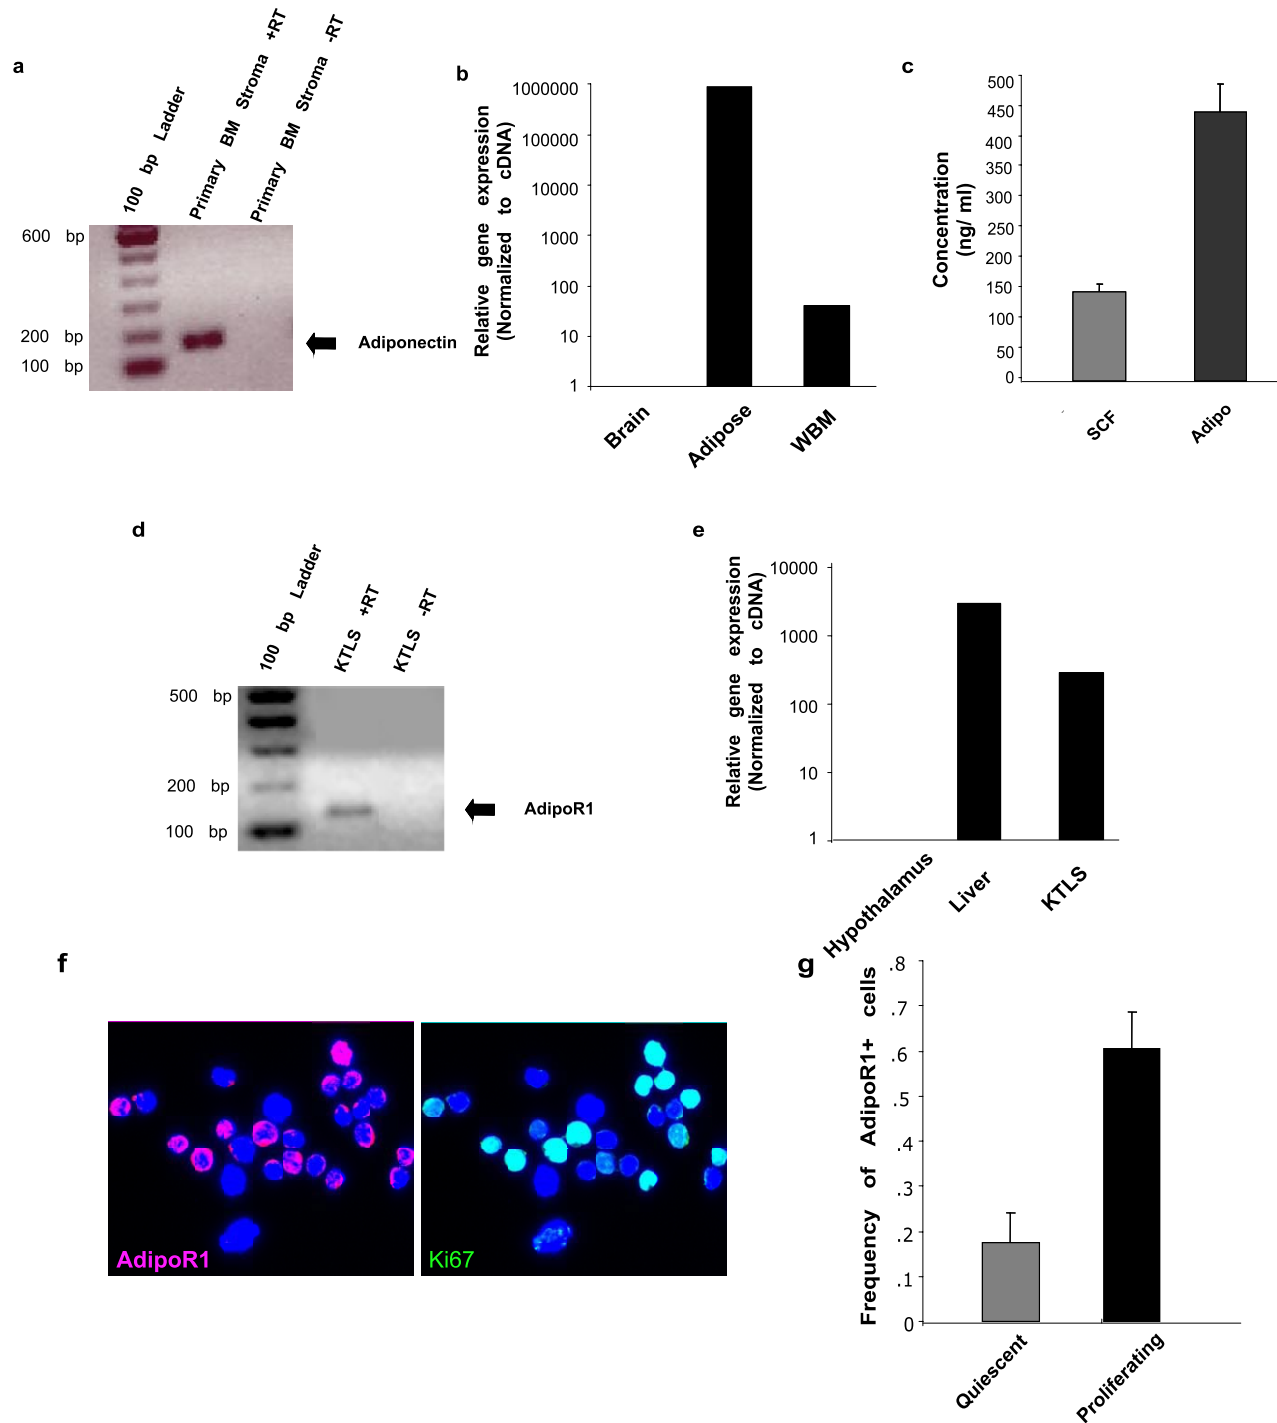 a
100 bp Ladder
Primary BM Stroma +RT
Primary BM Stroma -RT
600 bp
200 bp
100 bp
Adiponectin
b
Relative gene expression
(Normalized to cDNA)
1000000
100000
10000
1000
100
10
1
Brain
Adipose
WBM
c
Concentration
(ng/ ml)
500
450
400
350
300
250
200
150
100
50
0
SCF
Adipo
d
100 bp Ladder
KTLS +RT
KTLS -RT
500 bp
200 bp
100 bp
AdipoR1
e
Relative gene expression
(Normalized to cDNA)
10000
1000
100
10
1
Hypothalamus
Liver
KTLS
f
AdipoR1
Ki67
g
Frequency of AdipoR1+ cells
.8
.7
.6
.5
.4
.3
.2
.1
0
Quiescent
Proliferating